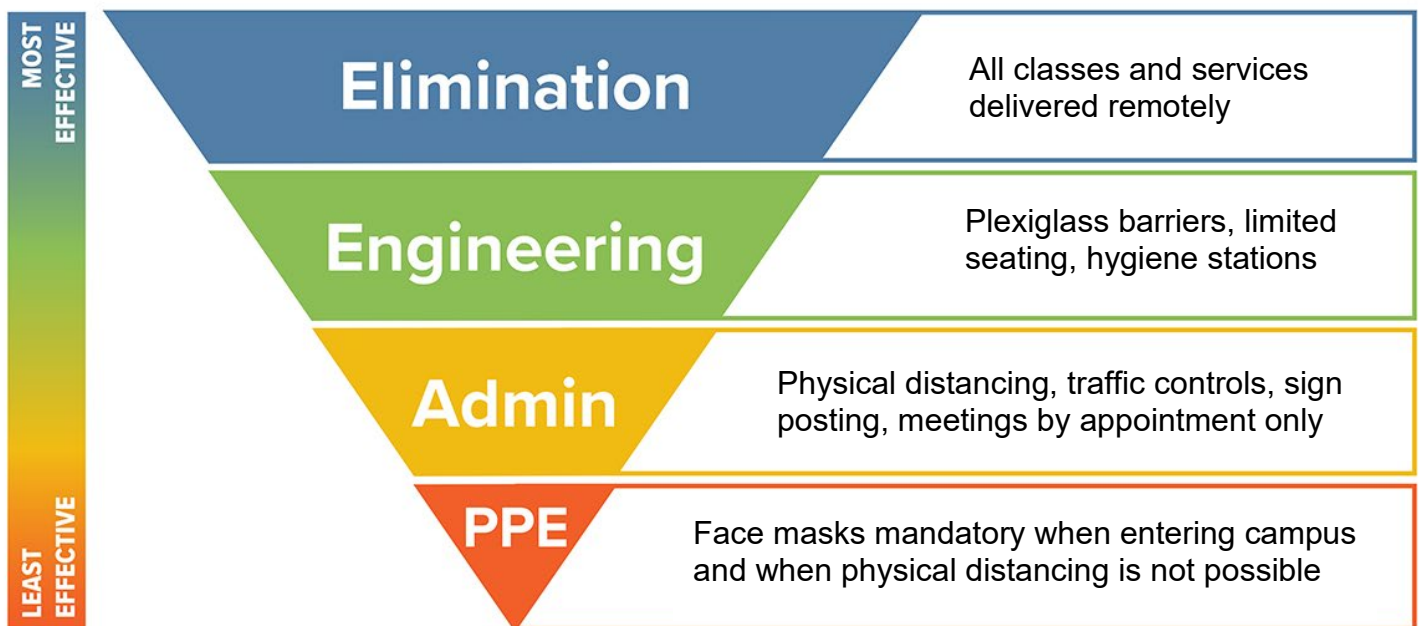 MOST
EFFECTIVE
Elimination
All classes and services
delivered remotely
Engineering
Plexiglass barriers, limited
seating, hygiene stations
Admin
Physical distancing, traffic controls, sign
posting, meetings by appointment only
LEAST
EFFECTIVE
PPE
Face masks mandatory when entering campus
and when physical distancing is not possible